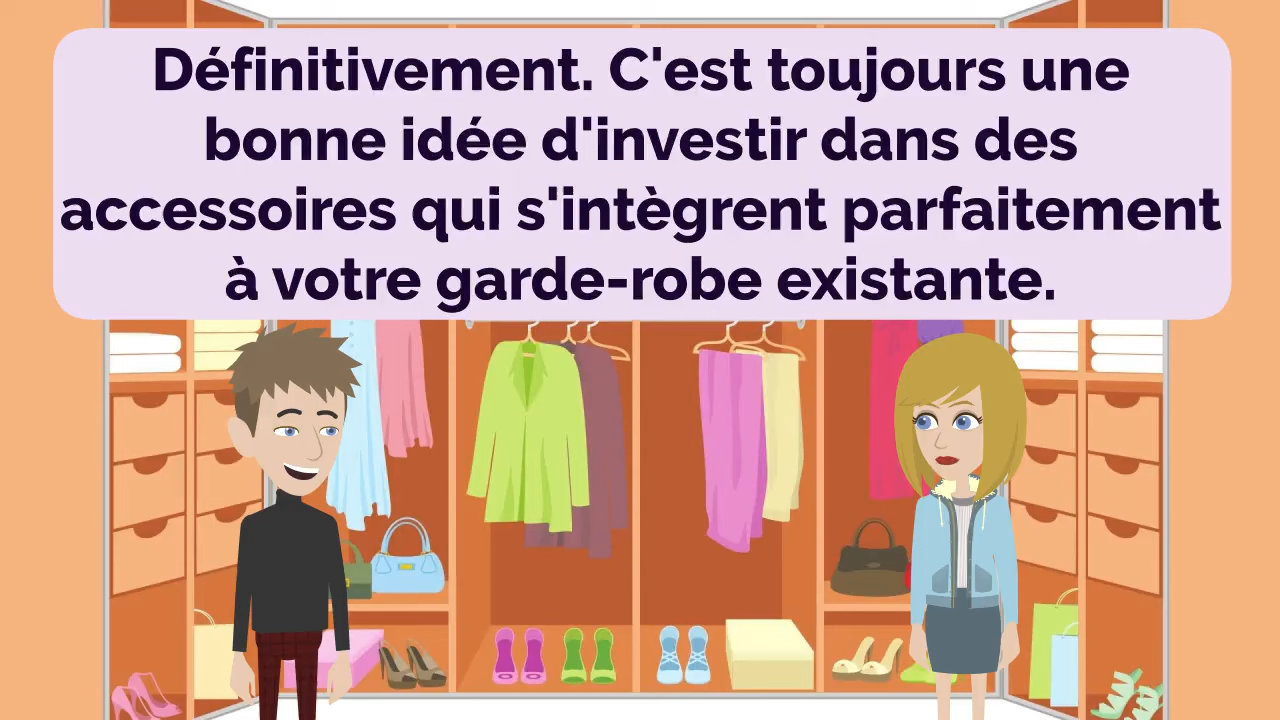 Définitivement. C'est toujours une
bonne idée d'investir dans des
accessoires qui s'intègrent parfaitement
à votre garde-robe existante.